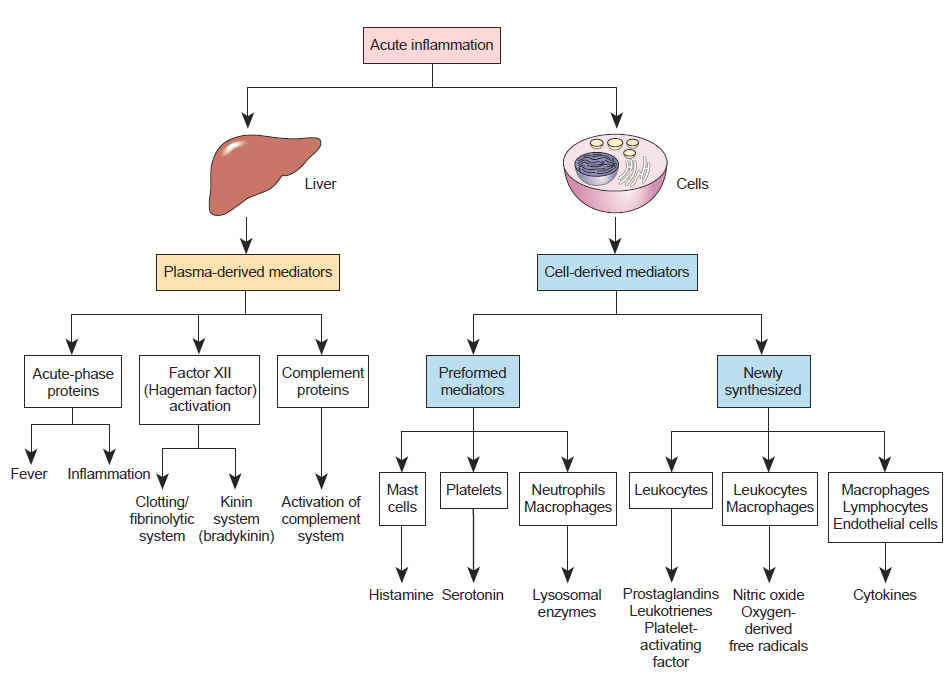 Acute inflammation
Liver
Cells
Plasma-derived mediators
Cell-derived mediators
Acute-phase
proteins
Factor XII
(Hageman factor)
activation
Complement
proteins
Preformed
mediators
Newly
synthesized
Fever
Inflammation
Clotting/
fibrinolytic
system
Kinin
system
(bradykinin)
Activation of
complement
system
Mast
cells
Platelets
Neutrophils
Macrophages
Leukocytes
Leukocytes
Macrophages
Macrophages
Lymphocytes
Endothelial cells
Histamine
Serotonin
Lysosomal
enzymes
Prostaglandins
Leukotrienes
Platelet-
activating
factor
Nitric oxide
Oxygen-
derived
free radicals
Cytokines